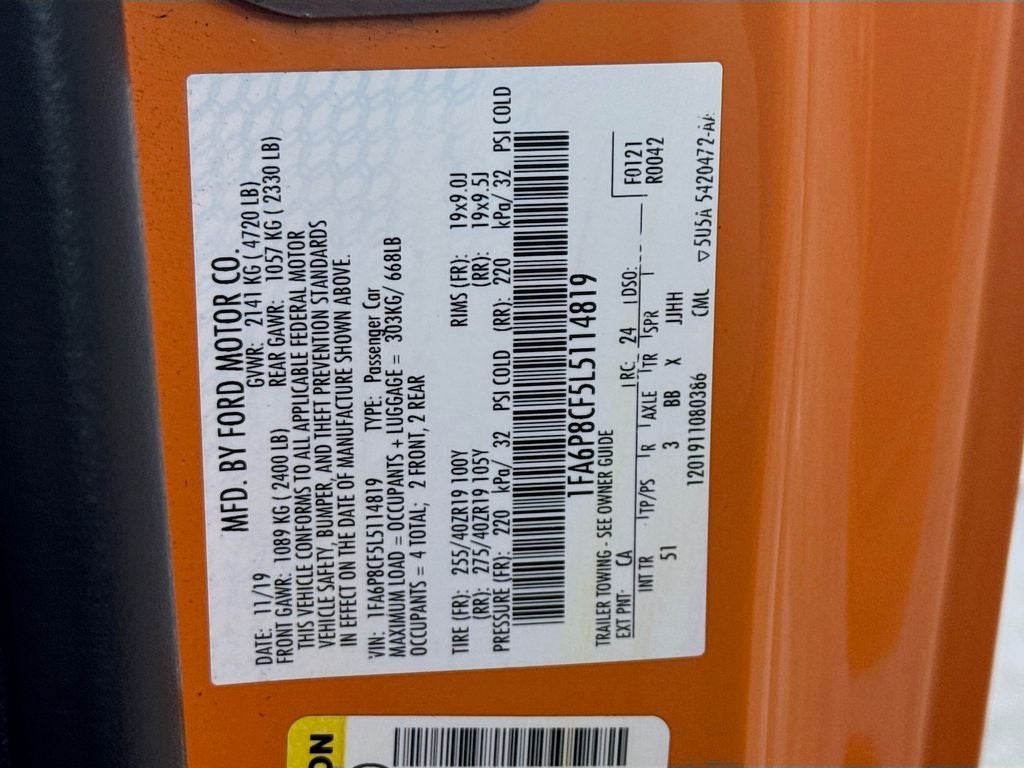 MFD. BY FORD MOTOR CO.
DATE: 11/19 GVWR: 2141 KG ( 4720 LB)
FRONT GAWR: 1089 KG ( 2400 LB) REAR GAWR: 1057 KG ( 2330 LB)
THIS VEHICLE CONFORMS TO ALL APPLICABLE FEDERAL MOTOR
VEHICLE SAFETY, BUMPER, AND THEFT PREVENTION STANDARDS
IN EFFECT ON THE DATE OF MANUFACTURE SHOWN ABOVE.
VIN: 1FA6P8CF5L5114819 TYPE: Passenger Car
MAXIMUM LOAD = OCCUPANTS + LUGGAGE = 303KG/ 668LB
OCCUPANTS = 4 TOTAL; 2 FRONT, 2 REAR
TIRE (FR): 255/40ZR19 100Y RIMS (FR): 19x9.0J
(RR): 275/40ZR19 105Y (RR): 19x9.5J
PRESSURE (FR): 220 kPa/ 32 PSI COLD (RR): 220 kPa/ 32 PSI COLD
1FA6P8CF5L5114819
TRAILER TOWING - SEE OWNER GUIDE
EXT PNT: CA RC: 24 DSO: F0121
R0042
INT TR TP/PS R AXLE TR SPR
51 3 BB X JJHH
1201911080386 CML ▽5U5A 5420472-AA
ON